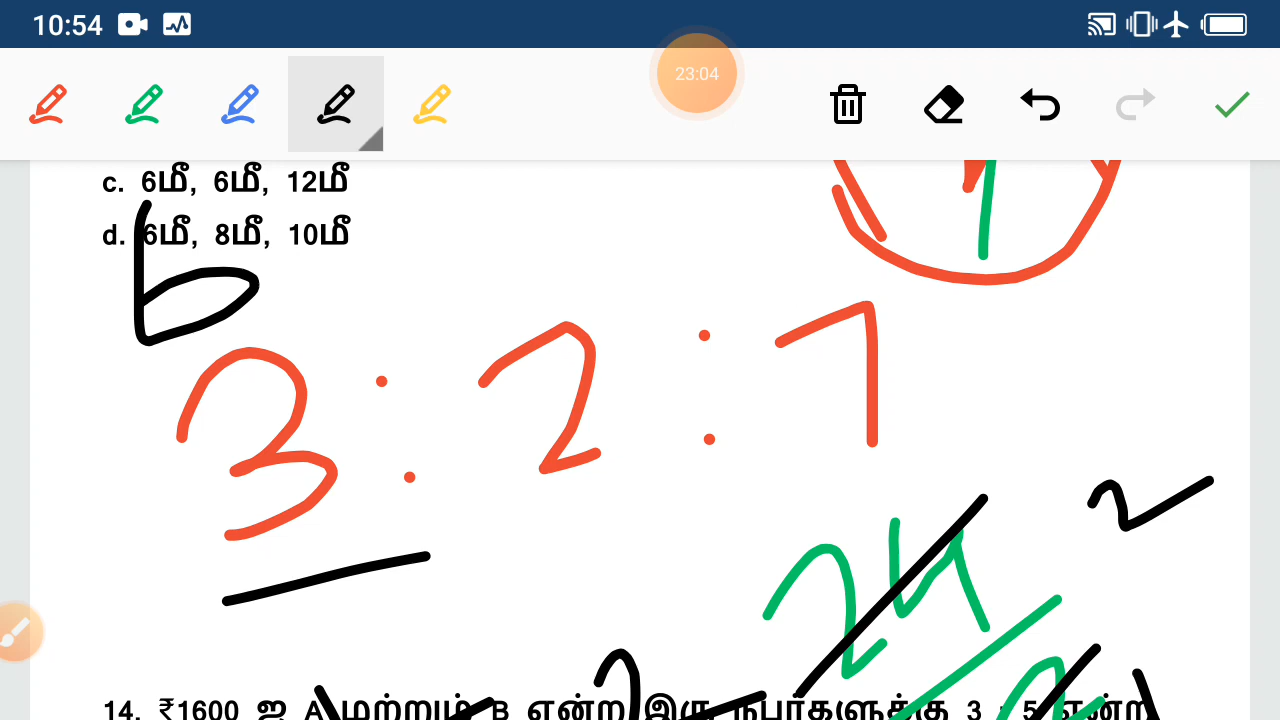 10:54
23:04
c. 6மீ, 6மீ, 12மீ
d. 6மீ, 8மீ, 10மீ
6
3 : 2 : 7
24 2
2
14. ₹1600 ஐ A மற்றும் B என்ற இரு நபர்களுக்கு 3 : 5 என்ற